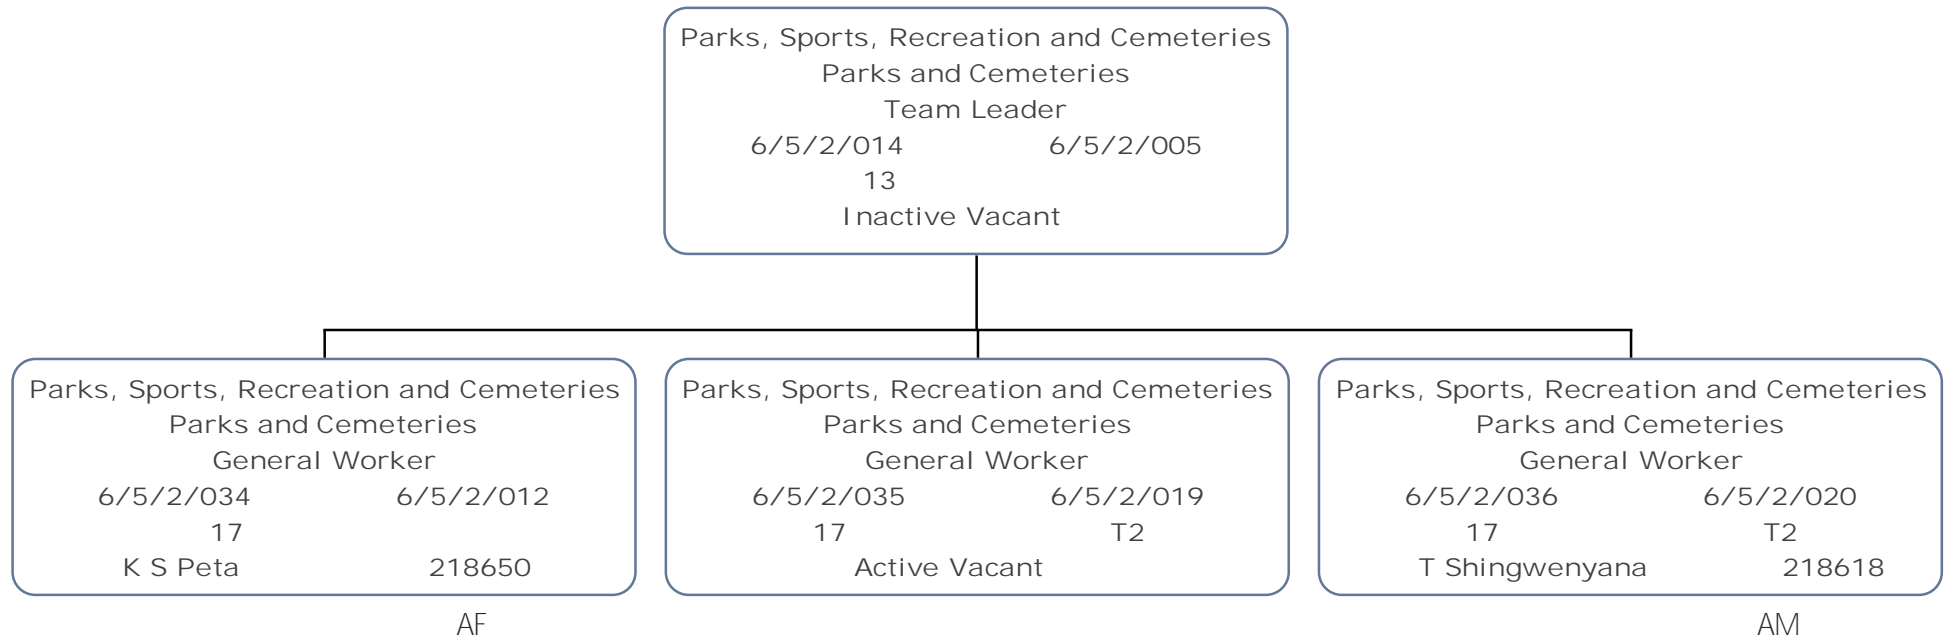 Parks, Sports, Recreation and Cemeteries
Parks and Cemeteries
Team Leader
6/5/2/014 6/5/2/005
13
Inactive Vacant
Parks, Sports, Recreation and Cemeteries
Parks and Cemeteries
General Worker
6/5/2/034 6/5/2/012
17
K S Peta 218650
AF
Parks, Sports, Recreation and Cemeteries
Parks and Cemeteries
General Worker
6/5/2/035 6/5/2/019
17 T2
Active Vacant
Parks, Sports, Recreation and Cemeteries
Parks and Cemeteries
General Worker
6/5/2/036 6/5/2/020
17 T2
T Shingwenyana 218618
AM